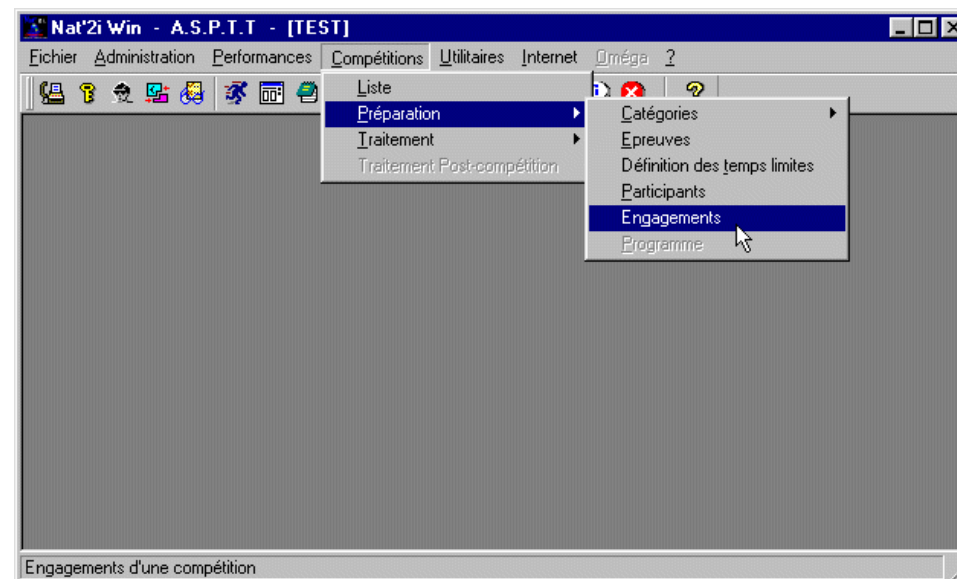 Nat'2i Win - A.S.P.T.T - [TEST]
Fichier Administration Performances Compétitions Utilitaires Internet Oméga ?
Liste
Préparation
Traitement
Traitement Post-compétition
Catégories
Epreuves
Définition des temps limites
Participants
Engagements
Programme
Engagements d'une compétition